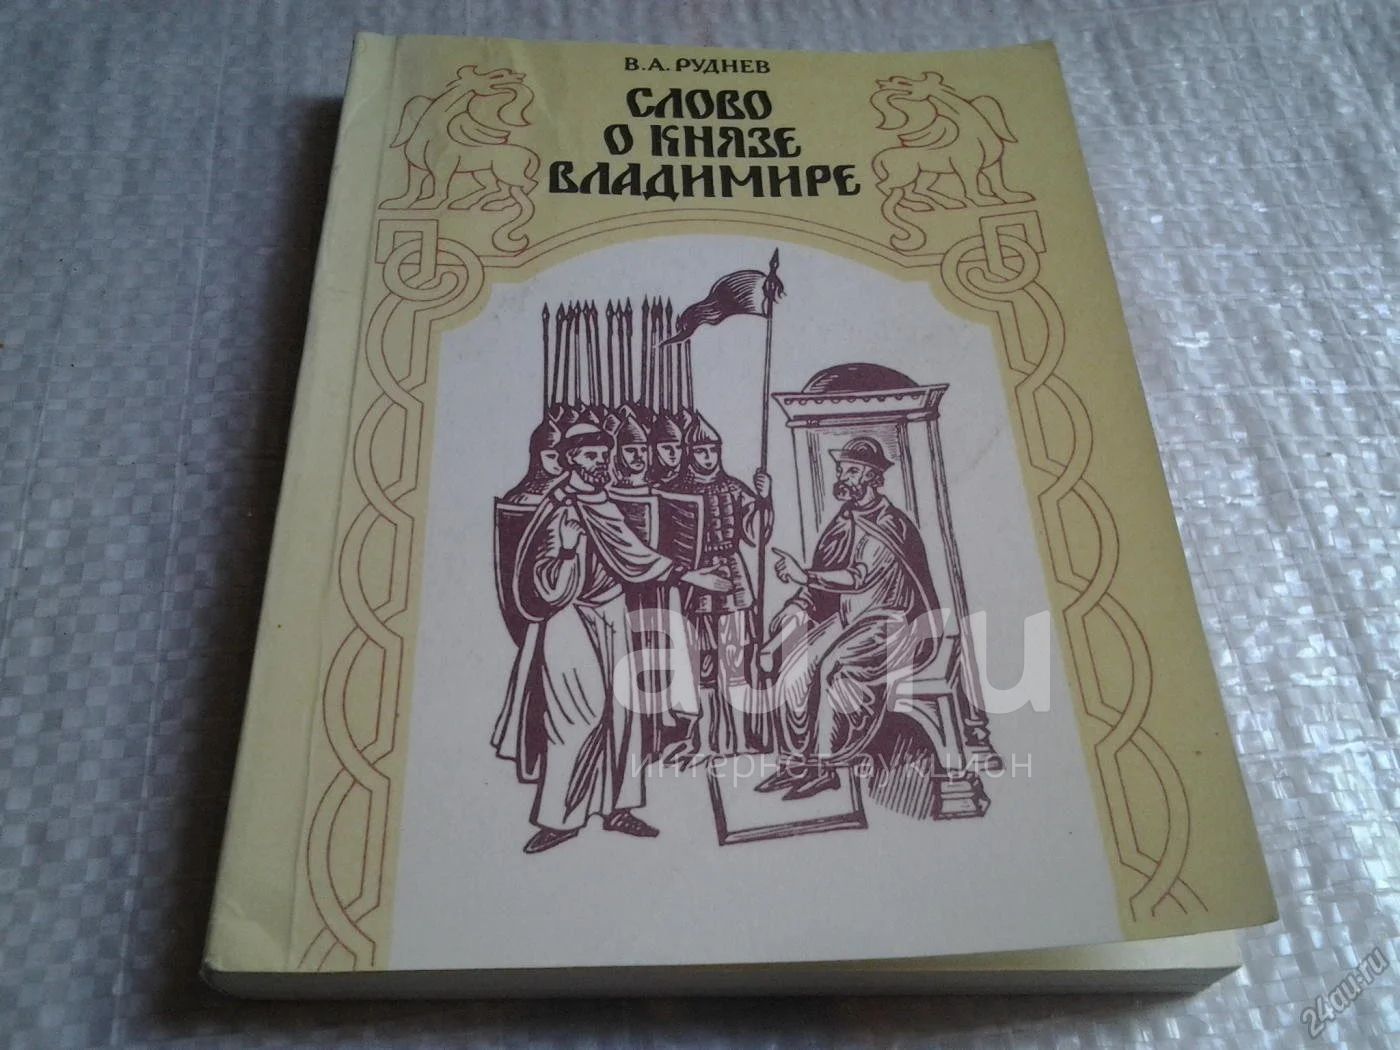 В.А. РУДНЕВ
СЛОВО
О КНЯЗЕ
ВЛАДИМИРЕ
au.ru
интернет аукцион
24au.ru